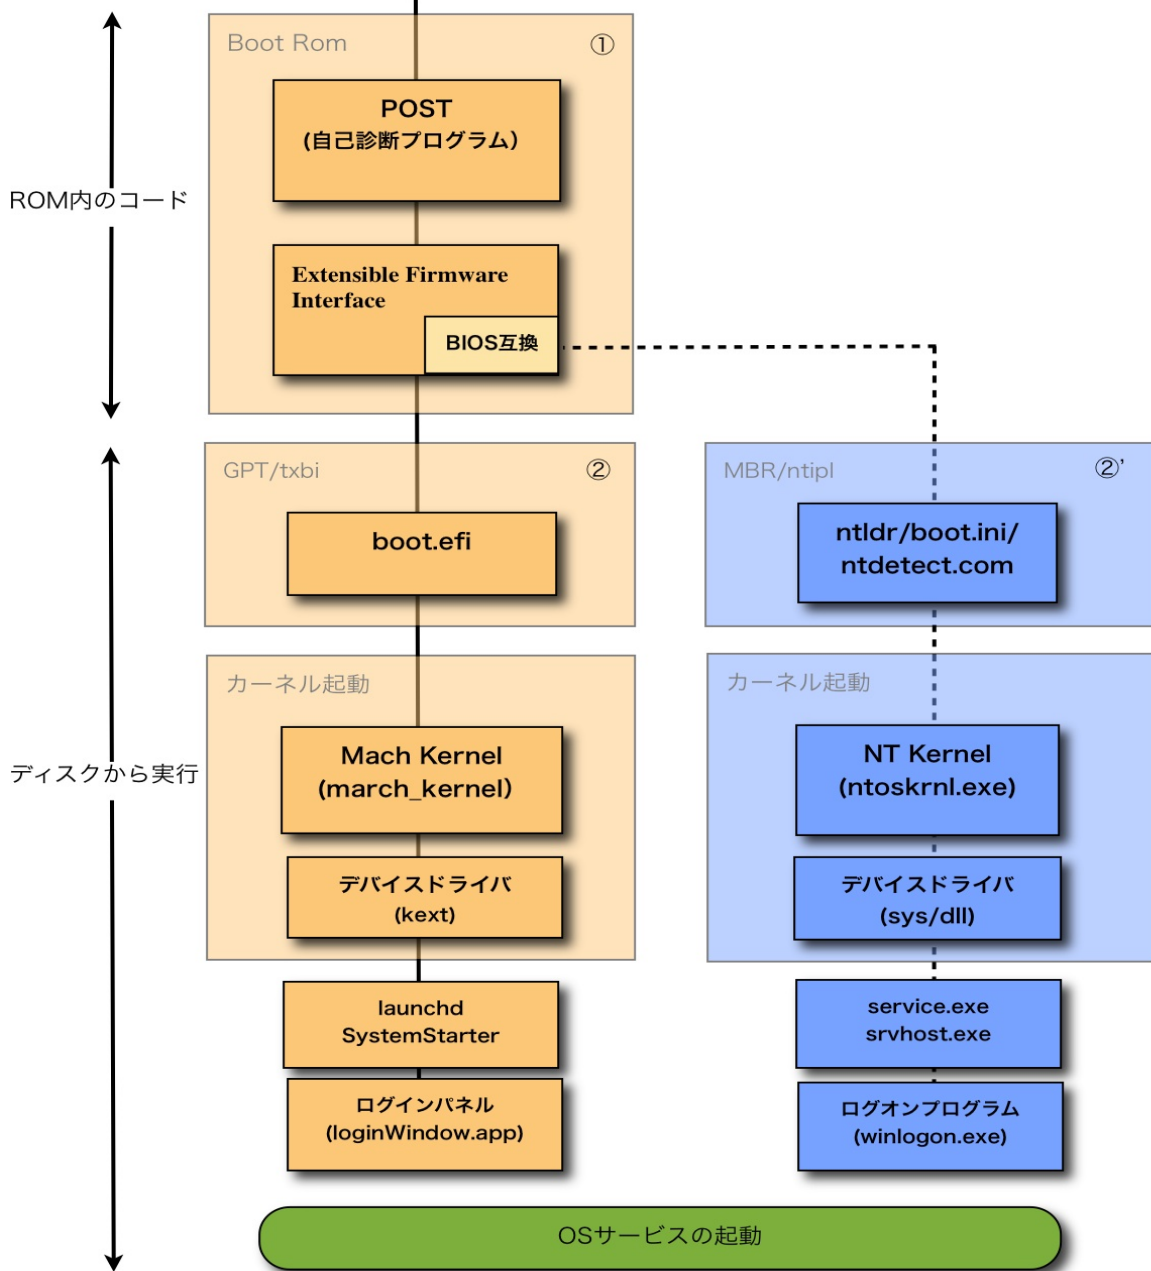 Boot Rom
①
POST
(自己診断プログラム)
ROM内のコード
Extensible Firmware
Interface
BIOS互換
GPT/txbi
②
boot.efi
MBR/ntipl
②'
ntldr/boot.ini/
ntdetect.com
カーネル起動
Mach Kernel
(march_kernel)
カーネル起動
NT Kernel
(ntoskrnl.exe)
ディスクから実行
デバイスドライバ
(kext)
デバイスドライバ
(sys/dll)
launchd
SystemStarter
service.exe
srvhost.exe
ログインパネル
(loginWindow.app)
ログオンプログラム
(winlogon.exe)
OSサービスの起動